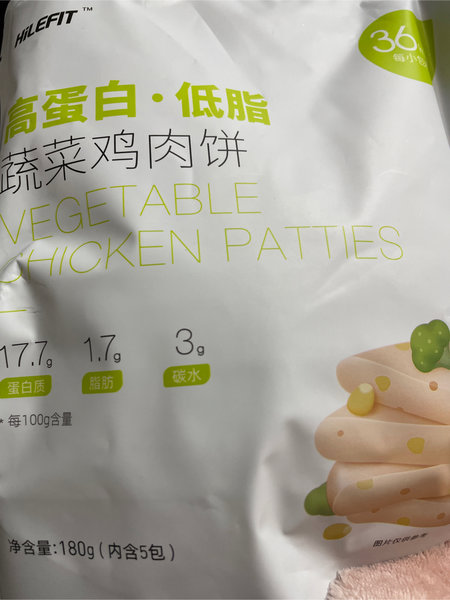 HiLEFIT™
36
每小包
高蛋白·低脂
蔬菜鸡肉饼
VEGETABLE
CHICKEN PATTIES
17.7g 1.7g 3g
蛋白质 脂肪 碳水
* 每100g含量
净含量:180g(内含5包)
图片仅供参考